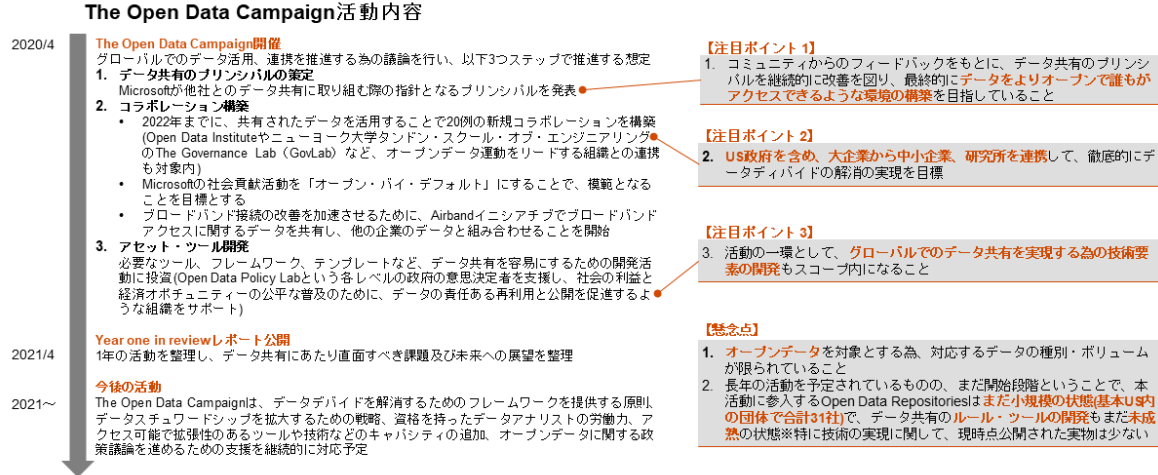 The Open Data Campaign活動内容
2020/4
The Open Data Campaign開催
グローバルでのデータ活用、連携を推進する為の議論を行い、以下3つステップで推進する想定
1. データ共有のプリンシパルの策定
Microsoftが他社とのデータ共有に取り組む際の指針となるプリンシパルを発表
2. コラボレーション構築
• 2022年までに、共有されたデータを活用することで20例の新規コラボレーションを構築
(Open Data Instituteやニューヨーク大学タンドン・スクール・オブ・エンジニアリング
のThe Governance Lab（GovLab）など、オープンデータ運動をリードする組織との連携
も対象内)
• Microsoftの社会貢献活動を「オープン・バイ・デフォルト」にすることで、模範となる
ことを目標とする
• ブロードバンド接続の改善を加速させるために、Airbandイニシアチブでブロードバンド
アクセスに関するデータを共有し、他の企業のデータと組み合わせることを開始
3. アセット・ツール開発
必要なツール、フレームワーク、テンプレートなど、データ共有を容易にするための開発活
動に投資(Open Data Policy Labという各レベルの政府の意思決定者を支援し、社会の利益と
経済オポチュニティーの公平な普及のために、データの責任ある再利用と公開を促進するよ
うな組織をサポート)
2021/4
Year one in reviewレポート公開
1年の活動を整理し、データ共有にあたり直面すべき課題及び未来への展望を整理
2021～
今後の活動
The Open Data Campaignは、データデバイドを解消するためのフレームワークを提供する原則、
データスチュワードシップを拡大するための戦略、資格を持ったデータアナリストの労働力、ア
クセス可能で拡張性のあるツールや技術などのキャパシティの追加、オープンデータに関する政
策議論を進めるための支援を継続的に対応予定
【注目ポイント1】
1. コミュニティからのフィードバックをもとに、データ共有のプリンシ
パルを継続的に改善を図り、最終的にデータをよりオープンで誰もが
アクセスできるような環境の構築を目指していること
【注目ポイント2】
2. US政府を含め、大企業から中小企業、研究所を連携して、徹底的にデ
ータディバイドの解消の実現を目標
【注目ポイント3】
3. 活動の一環として、グローバルでのデータ共有を実現する為の技術要
素の開発もスコープ内になること
【懸念点】
1. オープンデータを対象とする為、対応するデータの種別・ボリューム
が限られていること
2. 長年の活動を予定されているものの、まだ開始段階ということで、本
活動に参入するOpen Data Repositoriesはまだ小規模の状態(基本US内
の団体で合計31社)で、データ共有のルール・ツールの開発もまだ未成
熟の状態※特に技術の実現に関して、現時点公開された実物は少ない